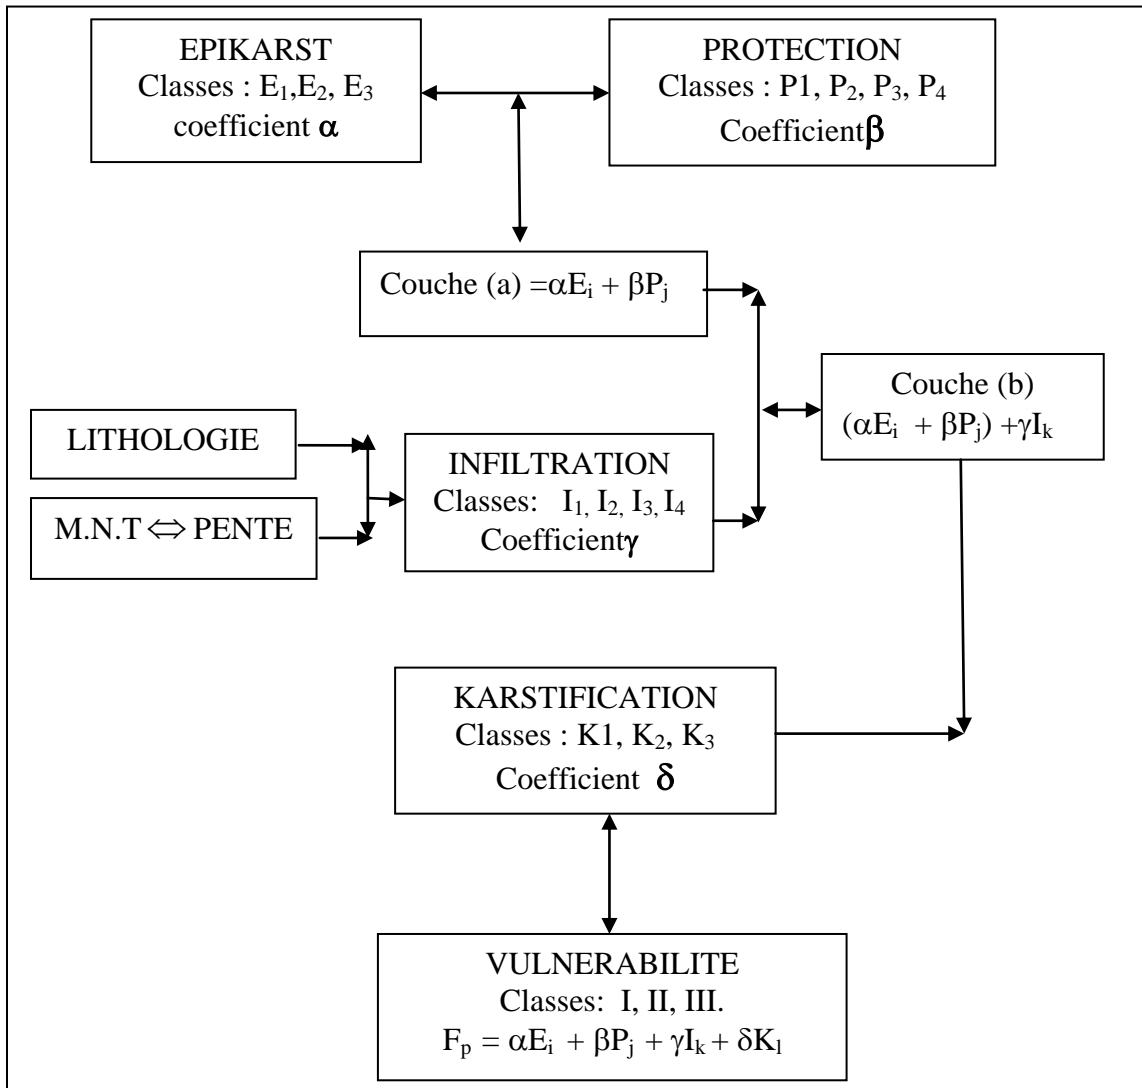 EPIKARST
Classes : E₁,E₂, E₃
coefficient α
PROTECTION
Classes : P1, P₂, P₃, P₄
Coefficientβ
Couche (a) =αEᵢ + βPⱼ
Couche (b)
(αEᵢ + βPⱼ) +γIₖ
LITHOLOGIE
M.N.T ⇔ PENTE
INFILTRATION
Classes: I₁, I₂, I₃, I₄
Coefficientγ
KARSTIFICATION
Classes : K1, K₂, K₃
Coefficient δ
VULNERABILITE
Classes: I, II, III.
Fₚ = αEᵢ + βPⱼ + γIₖ + δKₗ